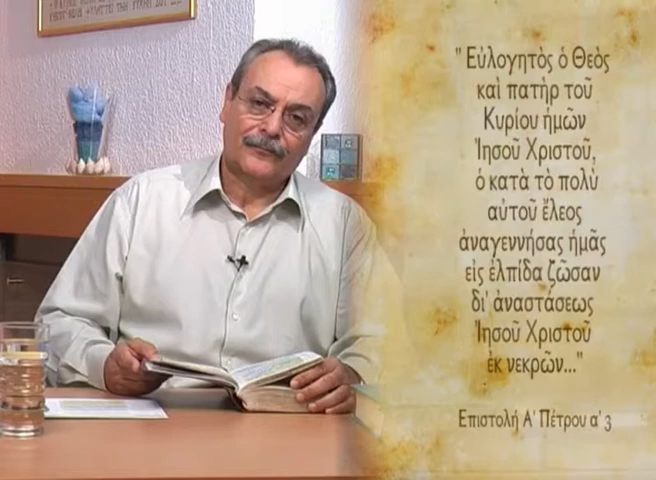 " Εὐλογητὸς ὁ Θεὸς
καὶ πατὴρ τοῦ
Κυρίου ἡμῶν
Ἰησοῦ Χριστοῦ,
ὁ κατὰ τὸ πολὺ
αὐτοῦ ἔλεος
ἀναγεννήσας ἡμᾶς
εἰς ἐλπίδα ζῶσαν
δι' ἀναστάσεως
Ἰησοῦ Χριστοῦ
ἐκ νεκρῶν..."
Επιστολή Α' Πέτρου α' 3